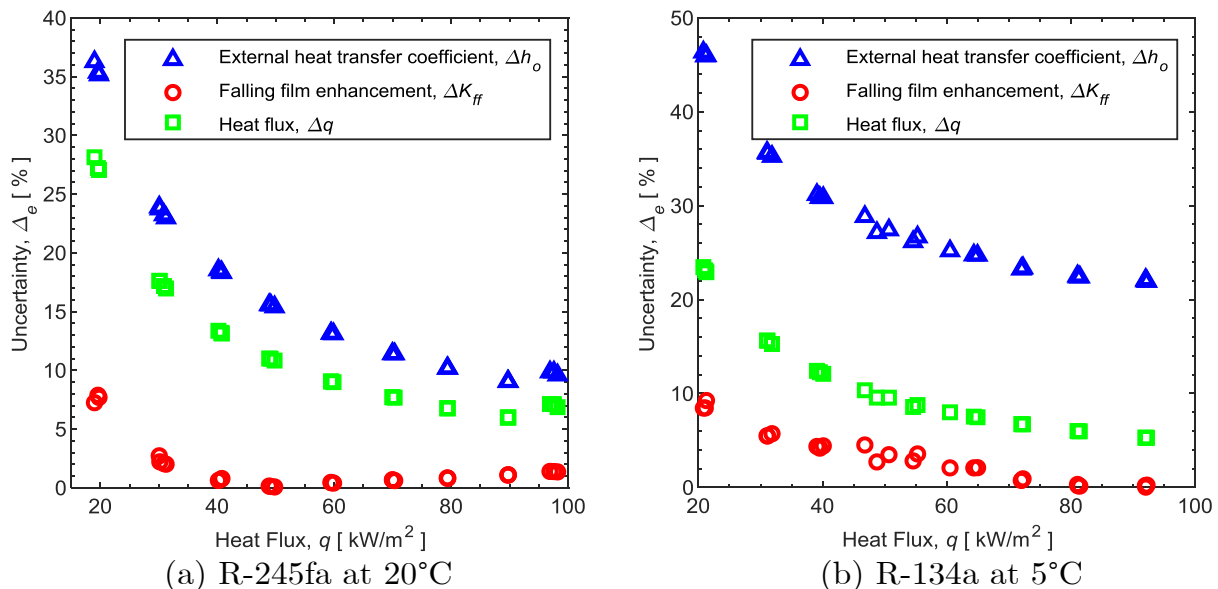 40
35
30
25
20
15
10
5
0
20
40
60
80
100
Uncertainty, Δe [ % ]
Heat Flux, q [ kW/m² ]
External heat transfer coefficient, Δho
Falling film enhancement, ΔKff
Heat flux, Δq
(a) R-245fa at 20°C
50
40
30
20
10
0
20
40
60
80
100
Uncertainty, Δe [ % ]
Heat Flux, q [ kW/m² ]
External heat transfer coefficient, Δho
Falling film enhancement, ΔKff
Heat flux, Δq
(b) R-134a at 5°C